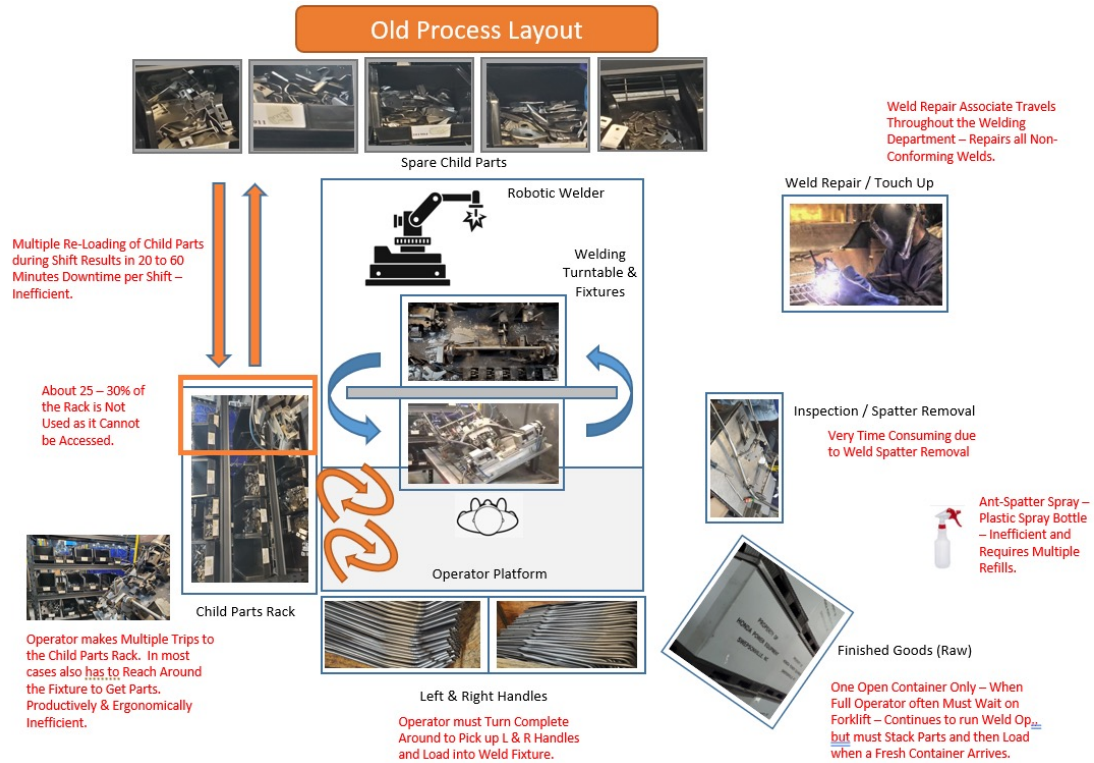 Old Process Layout
Spare Child Parts
Weld Repair Associate Travels
Throughout the Welding
Department – Repairs all Non-
Conforming Welds.
Weld Repair / Touch Up
Robotic Welder
Welding
Turntable &
Fixtures
Multiple Re-Loading of Child Parts
during Shift Results in 20 to 60
Minutes Downtime per Shift –
Inefficient.
About 25 – 30% of
the Rack is Not
Used as it Cannot
be Accessed.
Inspection / Spatter Removal
Very Time Consuming due
to Weld Spatter Removal
Ant-Spatter Spray –
Plastic Spray Bottle
– Inefficient and
Requires Multiple
Refills.
Operator Platform
Child Parts Rack
Operator makes Multiple Trips to
the Child Parts Rack. In most
cases also has to Reach Around
the Fixture to Get Parts.
Productively & Ergonomically
Inefficient.
Left & Right Handles
Operator must Turn Complete
Around to Pick up L & R Handles
and Load into Weld Fixture.
PROPERTY OF
HONDA POWER EQUIPMENT
SWEPSONVILLE, NC
Finished Goods (Raw)
One Open Container Only – When
Full Operator often Must Wait on
Forklift – Continues to run Weld Op.,
but must Stack Parts and then Load
when a Fresh Container Arrives.